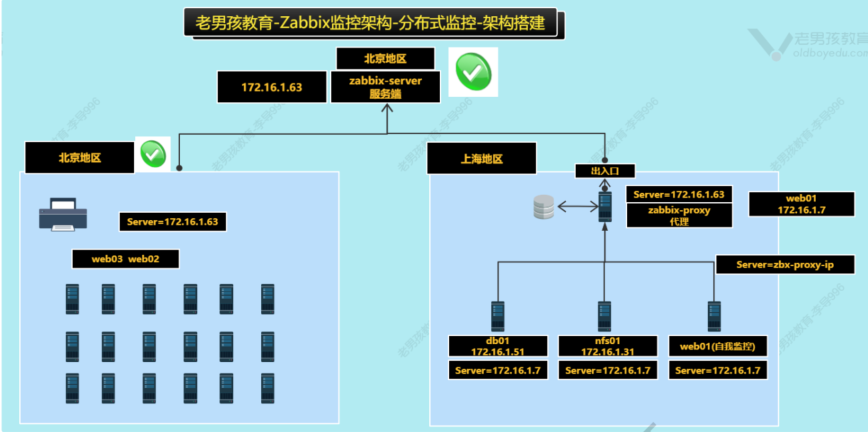 老男孩教育-Zabbix监控架构-分布式监控-架构搭建
老男孩教育
oldboyedu.com
北京地区
172.16.1.63
zabbix-server
服务端
北京地区
Server=172.16.1.63
web03 web02
上海地区
出入口
Server=172.16.1.63
zabbix-proxy
代理
web01
172.16.1.7
Server=zbx-proxy-ip
db01
172.16.1.51
Server=172.16.1.7
nfs01
172.16.1.31
Server=172.16.1.7
web01(自我监控)
Server=172.16.1.7